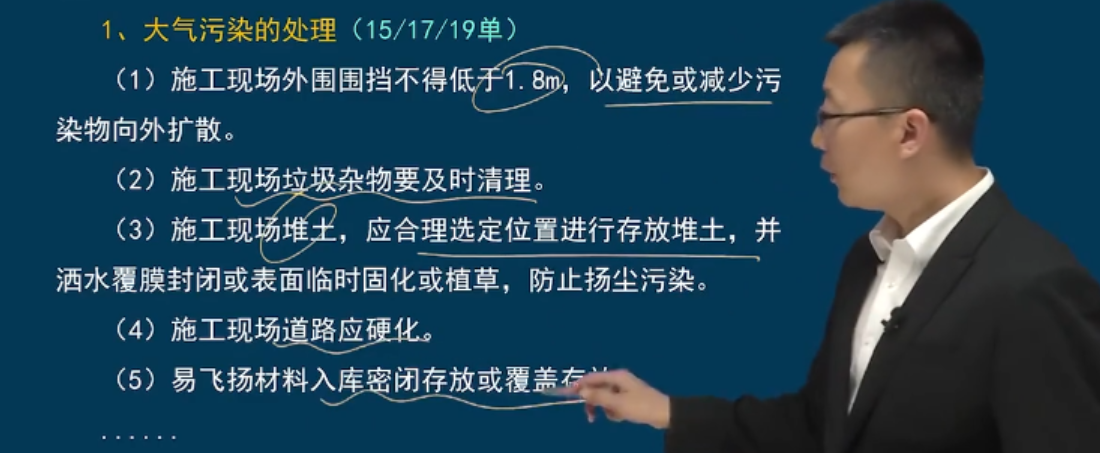 1、大气污染的处理（15/17/19单）
（1）施工现场外围围挡不得低于1.8m，以避免或减少污
染物向外扩散。
（2）施工现场垃圾杂物要及时清理。
（3）施工现场堆土，应合理选定位置进行存放堆土，并
洒水覆膜封闭或表面临时固化或植草，防止扬尘污染。
（4）施工现场道路应硬化。
（5）易飞扬材料入库密闭存放或覆盖存
......